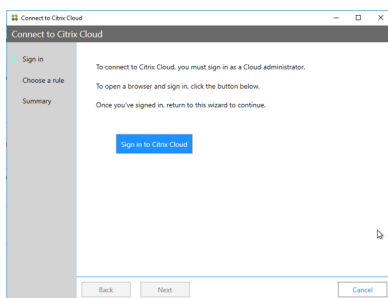 Connect to Citrix Cloud
Connect to Citrix Cloud
Sign in
Choose a rule
Summary
To connect to Citrix Cloud, you must sign in as a Cloud administrator.
To open a browser and sign in, click the button below.
Once you've signed in, return to this wizard to continue.
Sign in to Citrix Cloud
Back
Next
Cancel